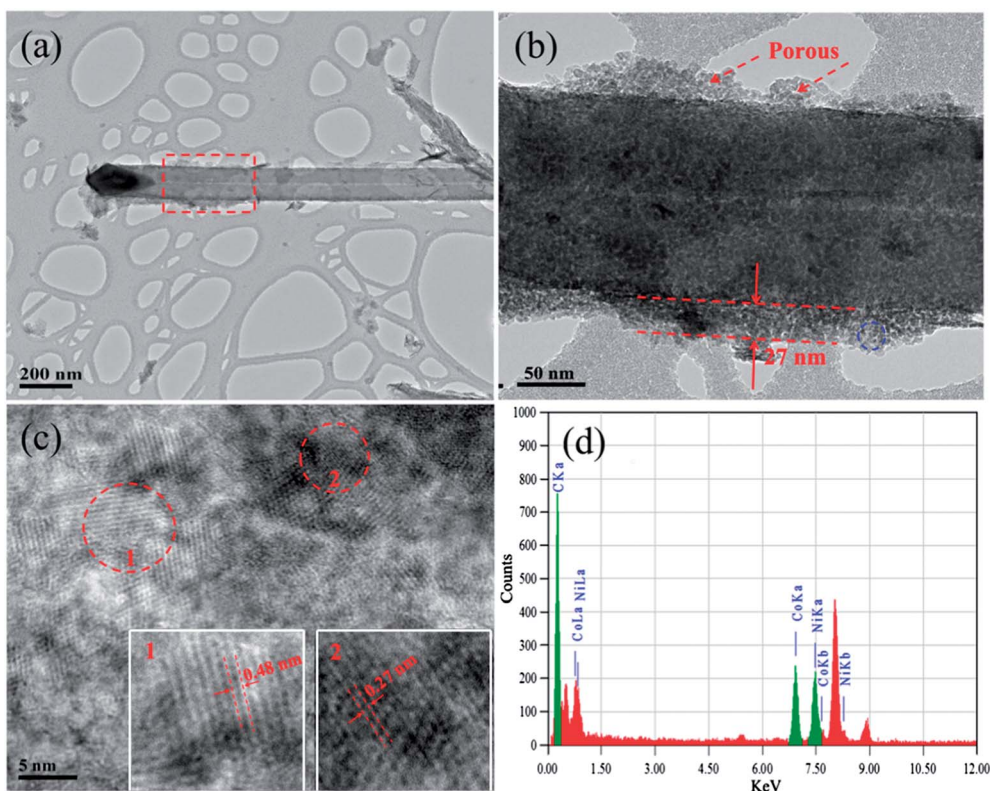 (a)
200 nm
(b)
Porous
27 nm
50 nm
(c)
1
2
1
0.48 nm
2
0.27 nm
5 nm
(d)
1000
900
800
700
600
500
400
300
200
100
0
Counts
CKa
CoLa
NiLa
CoKa
NiKa
CoKb
NiKb
0.00 1.50 3.00 4.50 6.00 7.50 9.00 10.50 12.00
KeV